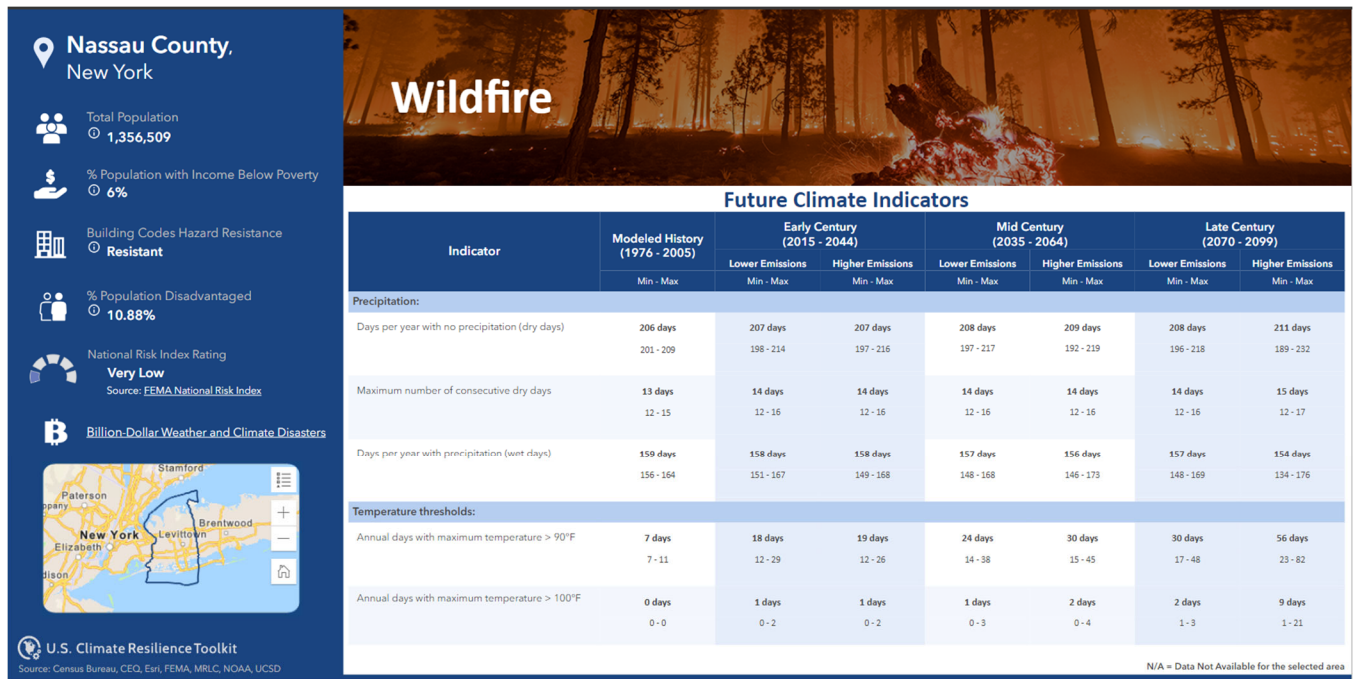 Nassau County,
New York
Total Population
1,356,509
% Population with Income Below Poverty
6%
Building Codes Hazard Resistance
Resistant
% Population Disadvantaged
10.88%
National Risk Index Rating
Very Low
Source: FEMA National Risk Index
Billion-Dollar Weather and Climate Disasters
Stamford
Paterson
ppany
Brentwood
New York
Levittown
Elizabeth
dison
U.S. Climate Resilience Toolkit
Source: Census Bureau, CEQ, Esri, FEMA, MRLC, NOAA, UCSD
Wildfire
Future Climate Indicators
Indicator
Modeled History
(1976 - 2005)
Early Century
(2015 - 2044)
Mid Century
(2035 - 2064)
Late Century
(2070 - 2099)
Lower Emissions Higher Emissions Lower Emissions Higher Emissions Lower Emissions Higher Emissions
Min - Max Min - Max Min - Max Min - Max Min - Max Min - Max Min - Max
Precipitation:
Days per year with no precipitation (dry days) 206 days 207 days 207 days 208 days 209 days 208 days 211 days
201 - 209 198 - 214 197 - 216 197 - 217 192 - 219 196 - 218 189 - 232
Maximum number of consecutive dry days 13 days 14 days 14 days 14 days 14 days 14 days 15 days
12 - 15 12 - 16 12 - 16 12 - 16 12 - 16 12 - 16 12 - 17
Days per year with precipitation (wet days) 159 days 158 days 158 days 157 days 156 days 157 days 154 days
156 - 164 151 - 167 149 - 168 148 - 168 146 - 173 148 - 169 134 - 176
Temperature thresholds:
Annual days with maximum temperature > 90°F 7 days 18 days 19 days 24 days 30 days 30 days 56 days
7 - 11 12 - 29 12 - 26 14 - 38 15 - 45 17 - 48 23 - 82
Annual days with maximum temperature > 100°F 0 days 1 days 1 days 1 days 2 days 2 days 9 days
0 - 0 0 - 2 0 - 2 0 - 3 0 - 4 1 - 3 1 - 21
N/A = Data Not Available for the selected area